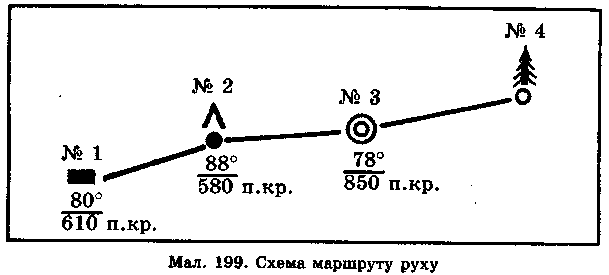 № 4
№ 2
№ 3
№ 1
88°
580 п.кр.
78°
850 п.кр.
80°
610 п.кр.
Мал. 199. Схема маршруту руху